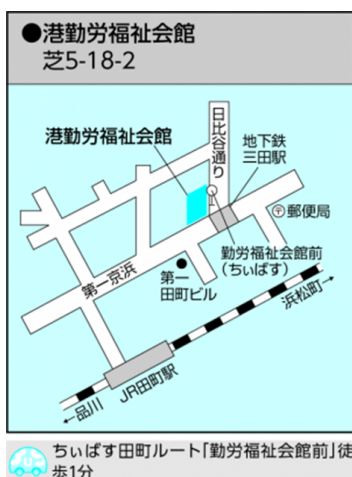 ●港勤労福祉会館
芝5-18-2
港勤労福祉会館
日比谷通り
地下鉄
三田駅
〒郵便局
第一京浜
第一
田町ビル
勤労福祉会館前
（ちぃばす）
浜松町→
JR田町駅
←品川
ちぃばす田町ルート「勤労福祉会館前」徒
歩1分